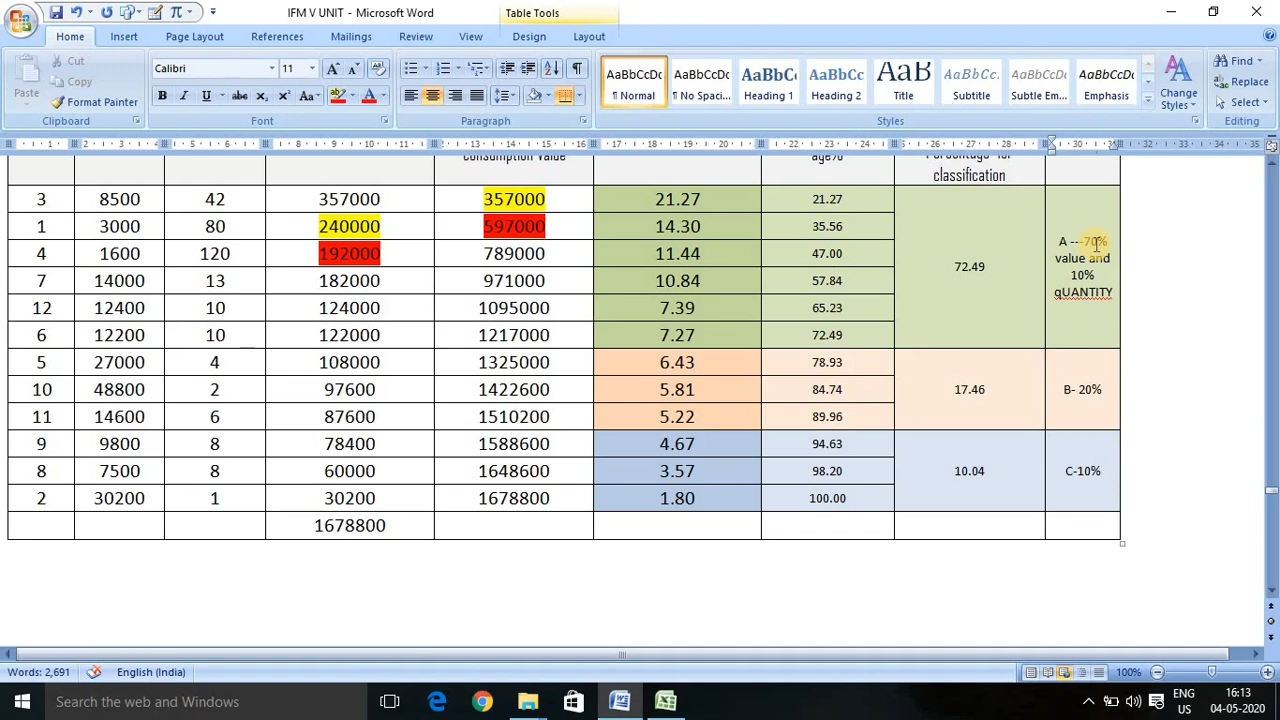 IFM V UNIT - Microsoft Word
Table Tools
Home Insert Page Layout References Mailings Review View Design Layout
Paste
Cut
Copy
Format Painter
Clipboard
Calibri 11
Font
Paragraph
AaBbCcDc AaBbCcDc AaBbCc AaBbCc AaB AaBbCc. AaBbCcDc AaBbCcDc
¶ Normal ¶ No Spaci... Heading 1 Heading 2 Title Subtitle Subtle Em... Emphasis
Change
Styles
Styles
Find
Replace
Select
Editing
consumption value age% Percentage for
classification
3 8500 42 357000 357000 21.27 21.27
1 3000 80 240000 597000 14.30 35.56
4 1600 120 192000 789000 11.44 47.00
7 14000 13 182000 971000 10.84 57.84
12 12400 10 124000 1095000 7.39 65.23
6 12200 10 122000 1217000 7.27 72.49
72.49
A ---70%
value and
10%
qUANTITY
5 27000 4 108000 1325000 6.43 78.93
10 48800 2 97600 1422600 5.81 84.74 17.46 B- 20%
11 14600 6 87600 1510200 5.22 89.96
9 9800 8 78400 1588600 4.67 94.63
8 7500 8 60000 1648600 3.57 98.20 10.04 C-10%
2 30200 1 30200 1678800 1.80 100.00
1678800
Words: 2,691 English (India) 100%
Search the web and Windows
ENG 16:13
US 04-05-2020